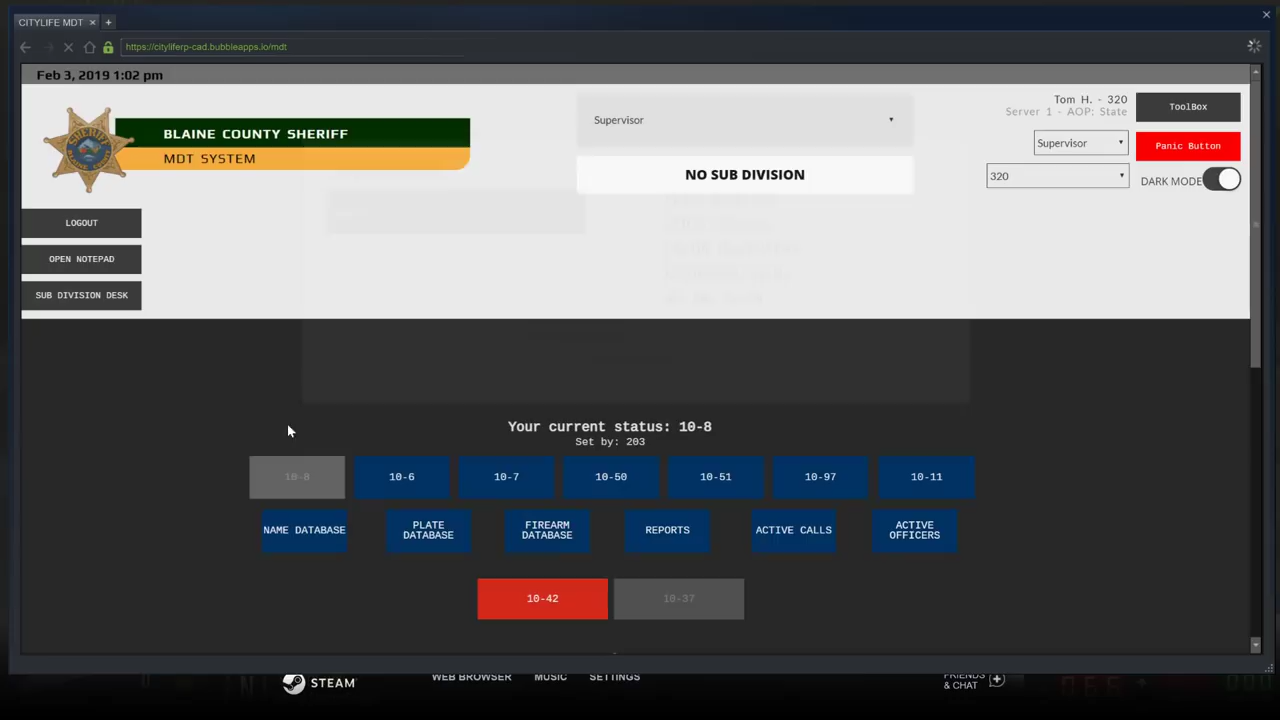 CITYLIFE MDT
https://cityliferp-cad.bubbleapps.io/mdt
Feb 3, 2019 1:02 pm
BLAINE COUNTY SHERIFF
MDT SYSTEM
Supervisor
NO SUB DIVISION
Tom H. - 320
Server 1 - AOP: State
Supervisor
320
ToolBox
Panic Button
DARK MODE
LOGOUT
OPEN NOTEPAD
SUB DIVISION DESK
Your current status: 10-8
Set by: 203
10-8
10-6
10-7
10-50
10-51
10-97
10-11
NAME DATABASE
PLATE
DATABASE
FIREARM
DATABASE
REPORTS
ACTIVE CALLS
ACTIVE
OFFICERS
10-42
10-37
STEAM
WEB BROWSER
MUSIC
SETTINGS
FRIENDS
& CHAT